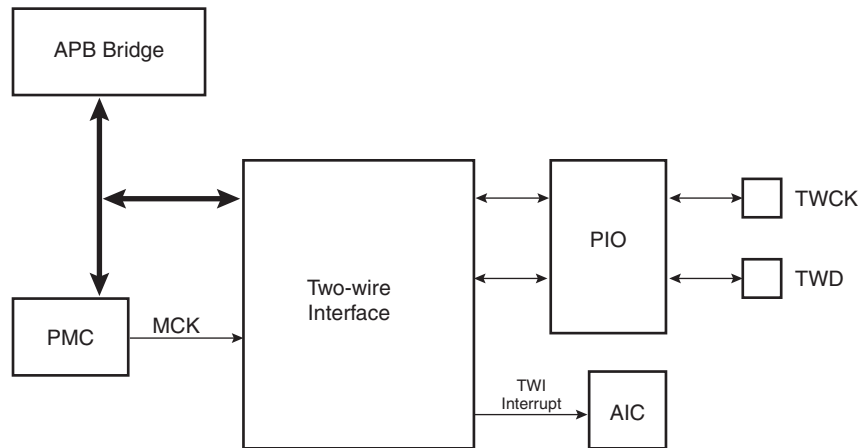 APB Bridge
PMC
MCK
Two-wire
Interface
PIO
TWCK
TWD
TWI
Interrupt
AIC